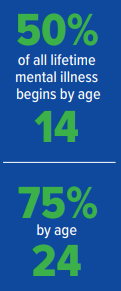 50%
of all lifetime
mental illness
begins by age
14
75%
by age
24